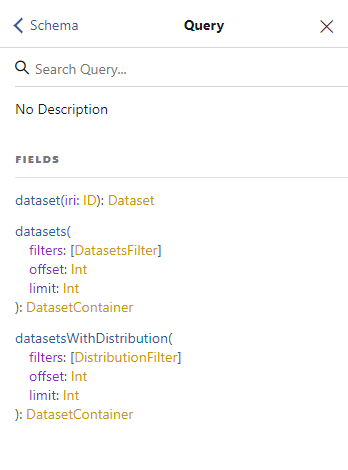 Schema
Query
Search Query...
No Description
FIELDS
dataset(iri: ID): Dataset
datasets(
filters: [DatasetsFilter]
offset: Int
limit: Int
): DatasetContainer
datasetsWithDistribution(
filters: [DistributionFilter]
offset: Int
limit: Int
): DatasetContainer